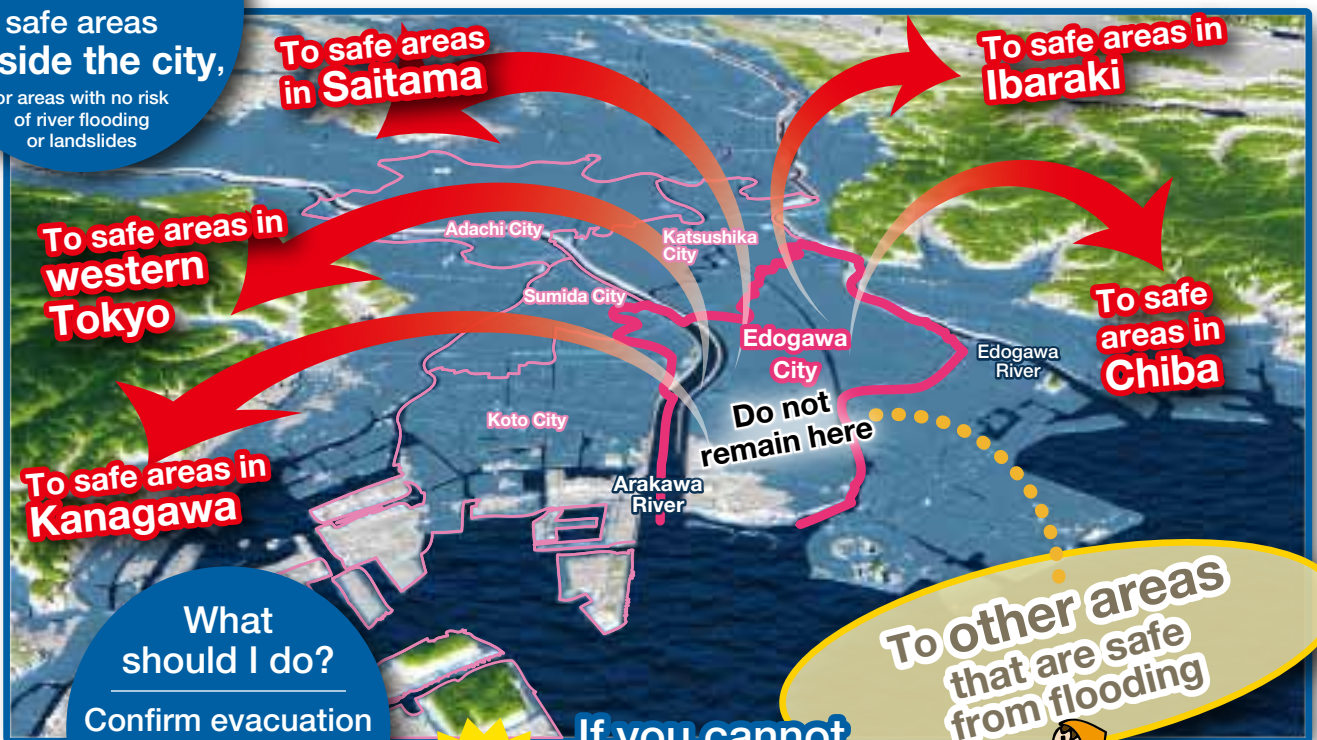 safe areas
side the city,
or areas with no risk
of river flooding
or landslides
To safe areas
in Saitama
To safe areas in
Ibaraki
To safe areas in
western
Tokyo
Adachi City
Katsushika
City
Sumida City
Edogawa
City
Edogawa
River
To safe
areas in
Chiba
Koto City
Do not
remain here
To safe areas in
Kanagawa
Arakawa
River
What
should I do?
Confirm evacuation
To other areas
that are safe
from flooding
If you cannot